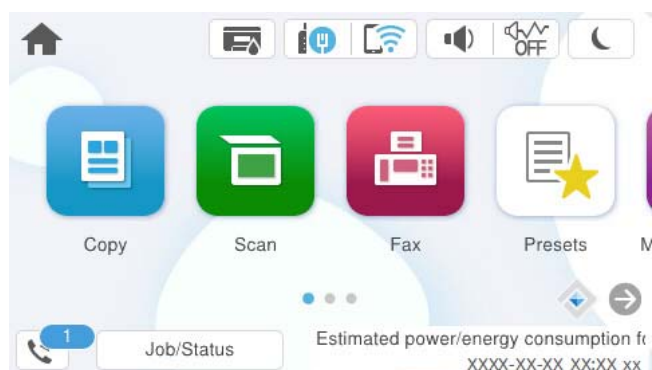 OFF
Copy
Scan
Fax
Presets
M
1
Job/Status
Estimated power/energy consumption fo
XXXX-XX-XX XX:XX xx